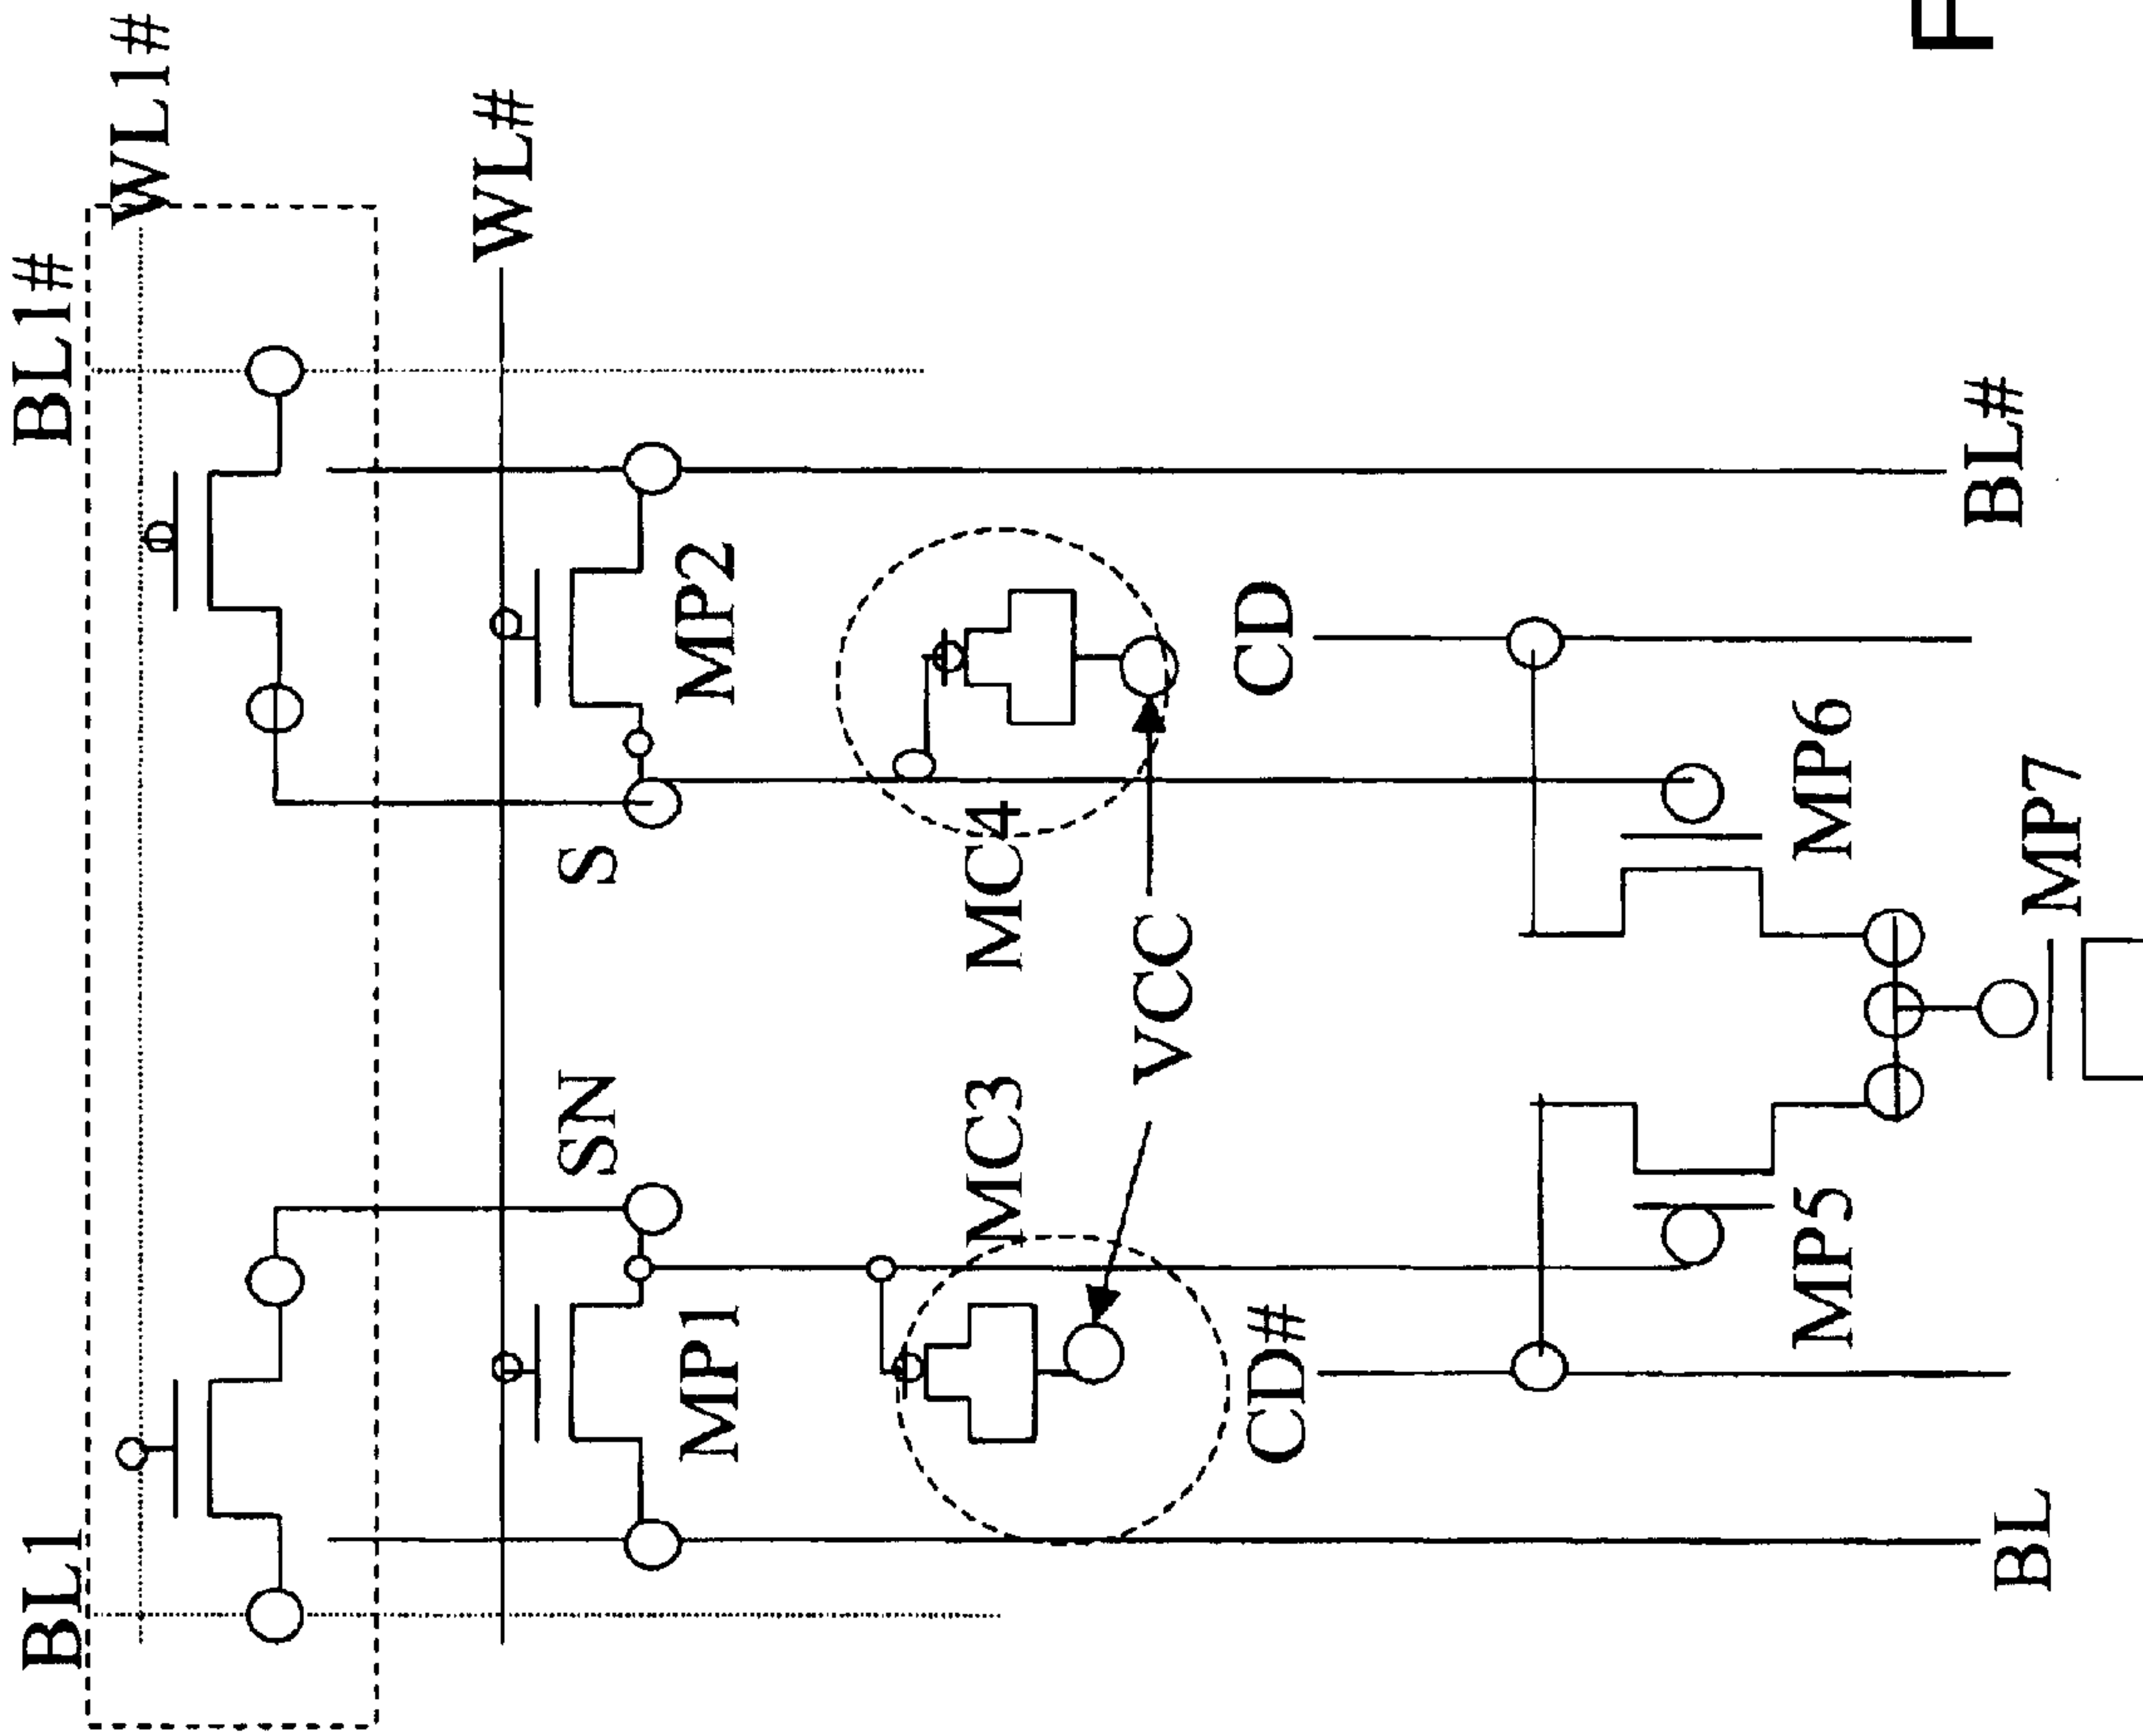 BL1
BL1#
WL1#
WL#
SN
S
MP1
MP2
MC3
MC4
VCC
CD#
CD
MP5
MP6
BL
BL#
MP7
F